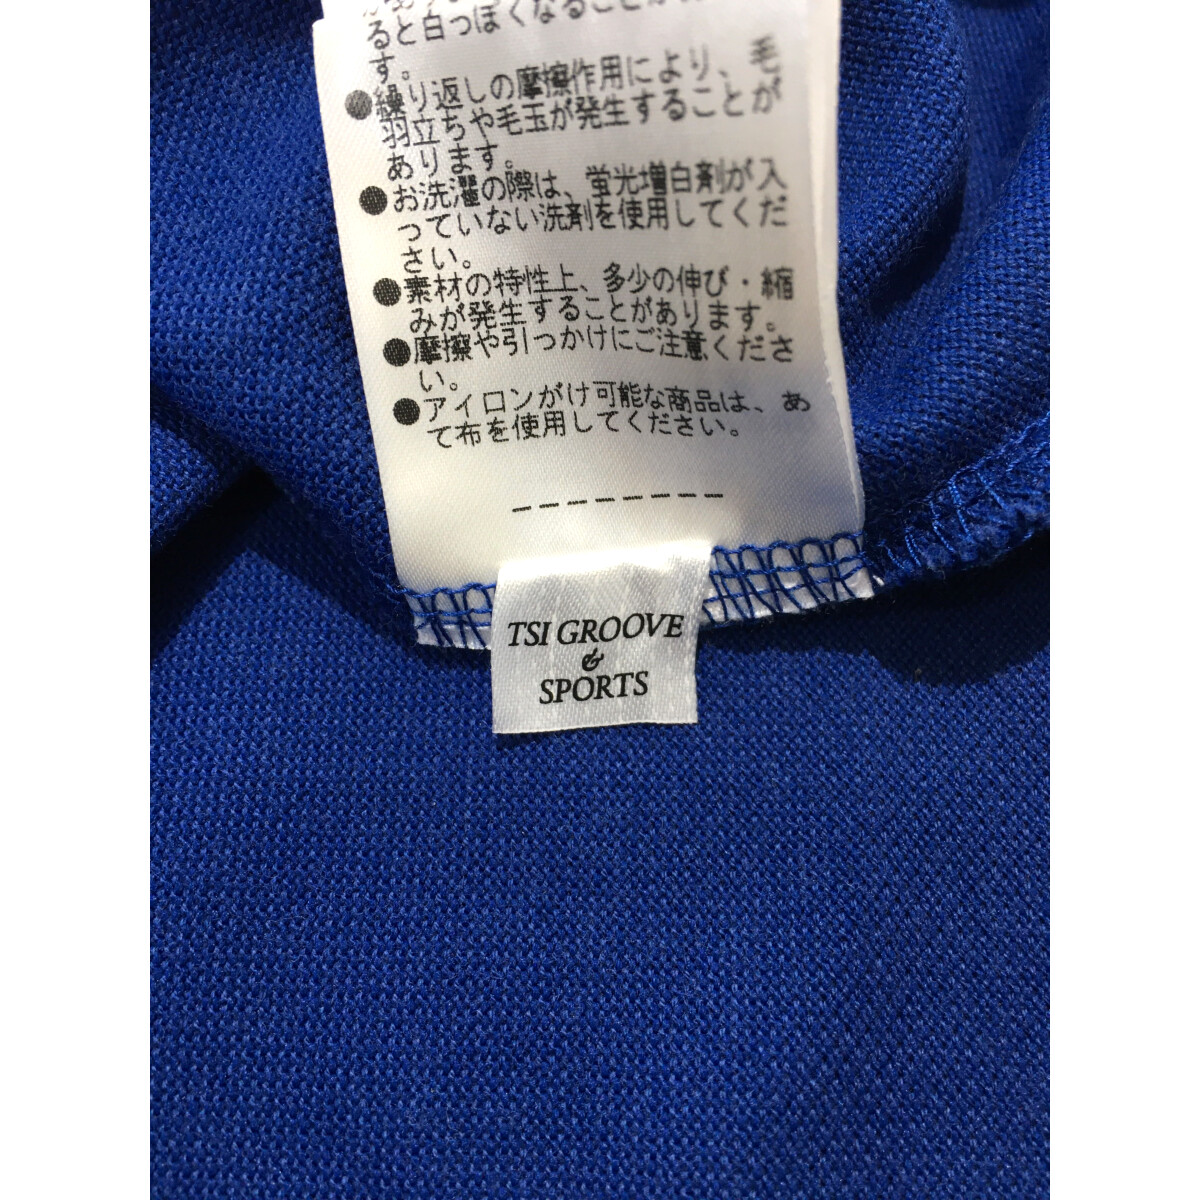 ると白っぽくなることが
す。
●繰り返しの摩擦作用により、毛
羽立ちや毛玉が発生することが
あります。
●お洗濯の際は、蛍光増白剤が入
っていない洗剤を使用してくだ
さい。
●素材の特性上、多少の伸び・縮
みが発生することがあります。
●摩擦や引っかけにご注意くださ
い。
●アイロンがけ可能な商品は、あ
て布を使用してください。
--------
TSI GROOVE
&
SPORTS